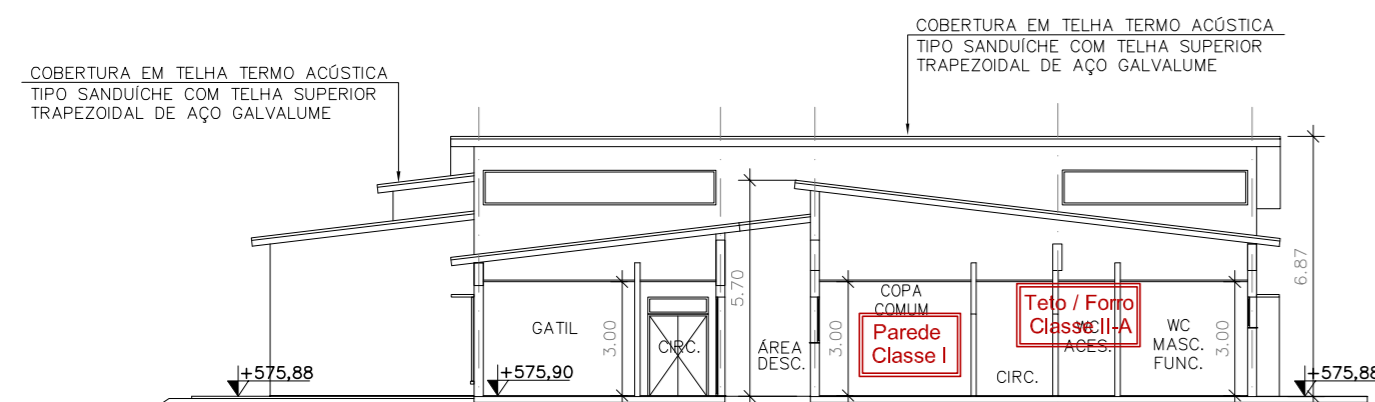 COBERTURA EM TELHA TERMO ACÚSTICA
TIPO SANDUÍCHE COM TELHA SUPERIOR
TRAPEZOIDAL DE AÇO GALVALUME
COBERTURA EM TELHA TERMO ACÚSTICA
TIPO SANDUÍCHE COM TELHA SUPERIOR
TRAPEZOIDAL DE AÇO GALVALUME
5.70
6.87
+575,88
+575,90
GATIL
3.00
CIRC.
ÁREA
DESC.
3.00
COPA
COMUM
Parede
Classe I
CIRC.
Teto / Forro
Classe II-A
WC
ACES.
WC
MASC.
FUNC.
3.00
+575,88